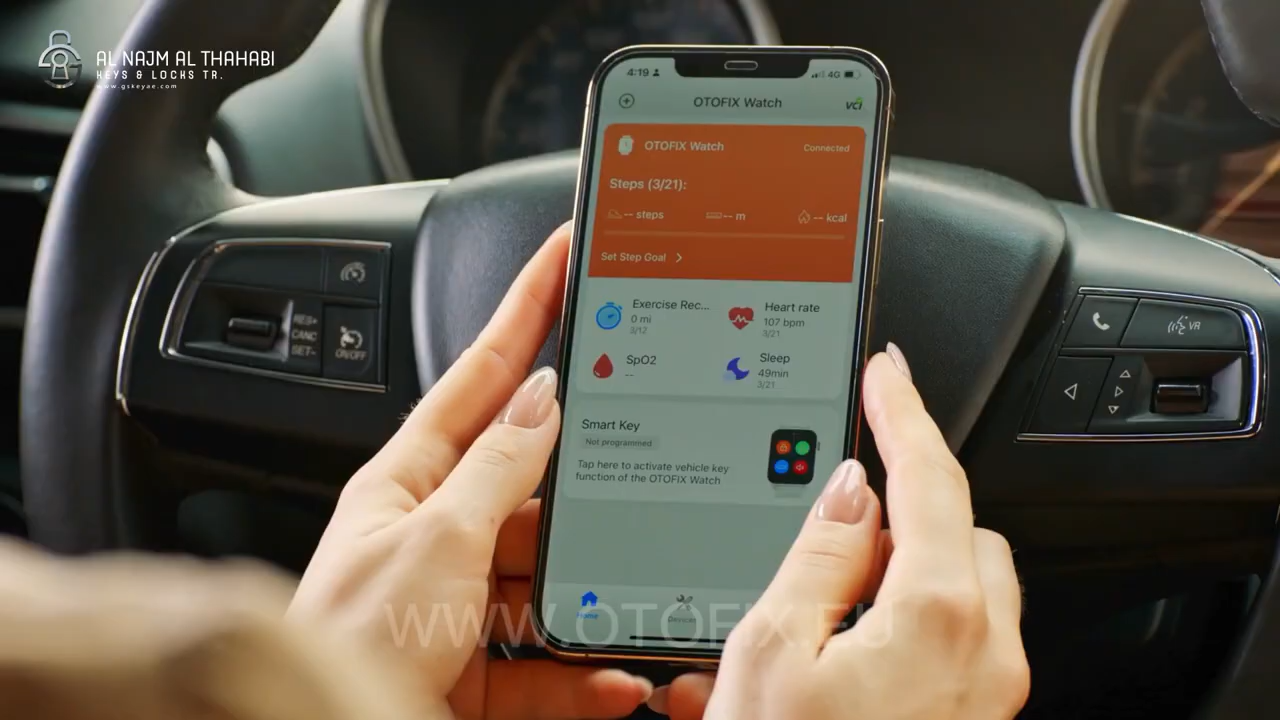 AL NAJM AL THAHABI
KEYS & LOCKS TR.
www.gskeyae.com
4:19
4G
OTOFIX Watch
VCI
OTOFIX Watch
Connected
Steps (3/21):
-- steps
-- m
-- kcal
Set Step Goal
Exercise Rec...
0 mi
3/12
Heart rate
107 bpm
3/21
SpO2
--
Sleep
49min
3/21
Smart Key
Not programmed
Tap here to activate vehicle key
function of the OTOFIX Watch
Home
Devices
RES+
CANC
SET-
ON/OFF
VR
WWW.OTOFIX.EU